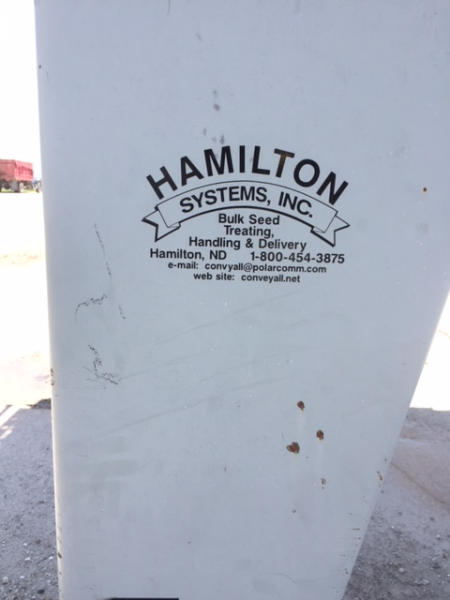 HAMILTON
SYSTEMS, INC.
Bulk Seed
Treating,
Handling & Delivery
Hamilton, ND 1-800-454-3875
e-mail: convyall@polarcomm.com
web site: conveyall.net